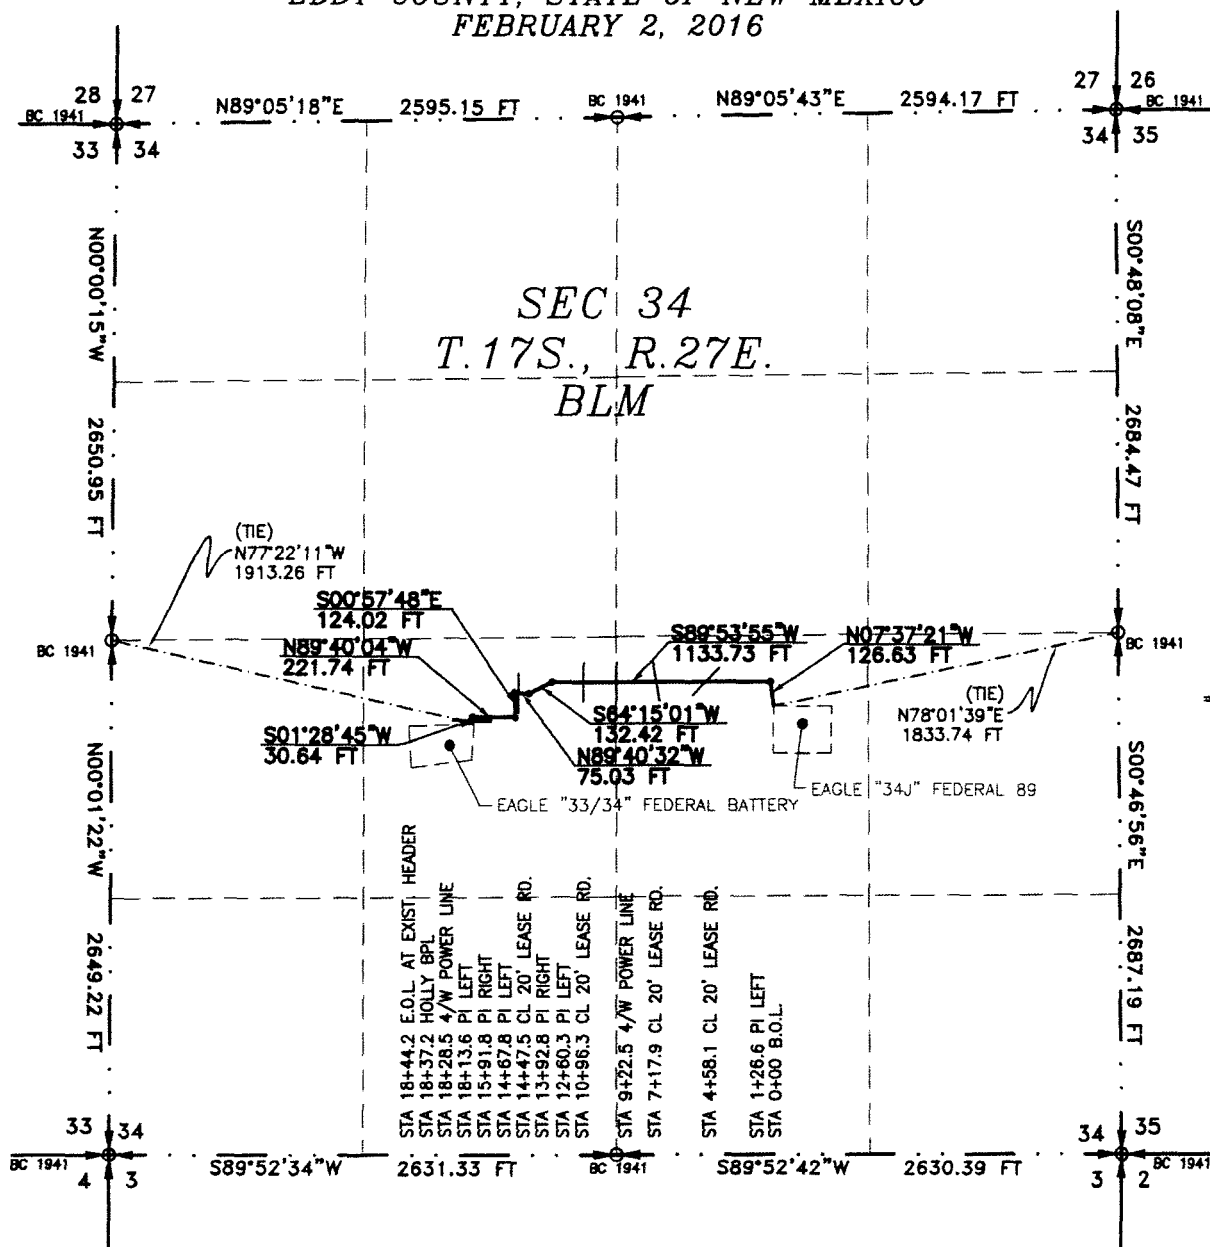 EDDY COUNTY, STATE OF NEW MEXICO
FEBRUARY 2, 2016
28 27
BC 1941
33 34
N89°05'18"E 2595.15 FT
BC 1941
N89°05'43"E 2594.17 FT
27 26
BC 1941
34 35
N00°00'15"W 2650.95 FT
S00°48'08"E 2684.47 FT
SEC 34
T.17S., R.27E.
BLM
(TIE)
N77°22'11"W
1913.26 FT
S00°57'48"E
124.02 FT
N89°40'04"W
221.74 FT
S89°53'55"W
1133.73 FT
N07°37'21"W
126.63 FT
BC 1941
BC 1941
(TIE)
N78°01'39"E
1833.74 FT
S01°28'45"W
30.64 FT
S64°15'01"W
132.42 FT
N89°40'32"W
75.03 FT
EAGLE "34J" FEDERAL 89
EAGLE "33/34" FEDERAL BATTERY
N00°01'22"W 2649.22 FT
S00°46'56"E 2687.19 FT
STA 18+44.2 E.O.L. AT EXIST. HEADER
STA 18+37.2 HOLLY BPL
STA 18+28.5 4/W POWER LINE
STA 18+13.6 PI LEFT
STA 15+91.8 PI RIGHT
STA 14+67.8 PI LEFT
STA 14+47.5 CL 20' LEASE RD.
STA 13+92.8 PI RIGHT
STA 12+60.3 PI LEFT
STA 10+96.3 CL 20' LEASE RD.
STA 9+22.5 4/W POWER LINE
STA 7+17.9 CL 20' LEASE RD.
STA 4+58.1 CL 20' LEASE RD.
STA 1+26.6 PI LEFT
STA 0+00 B.O.L.
33 34
BC 1941
4 3
S89°52'34"W 2631.33 FT
BC 1941
S89°52'42"W 2630.39 FT
34 35
BC 1941
3 2